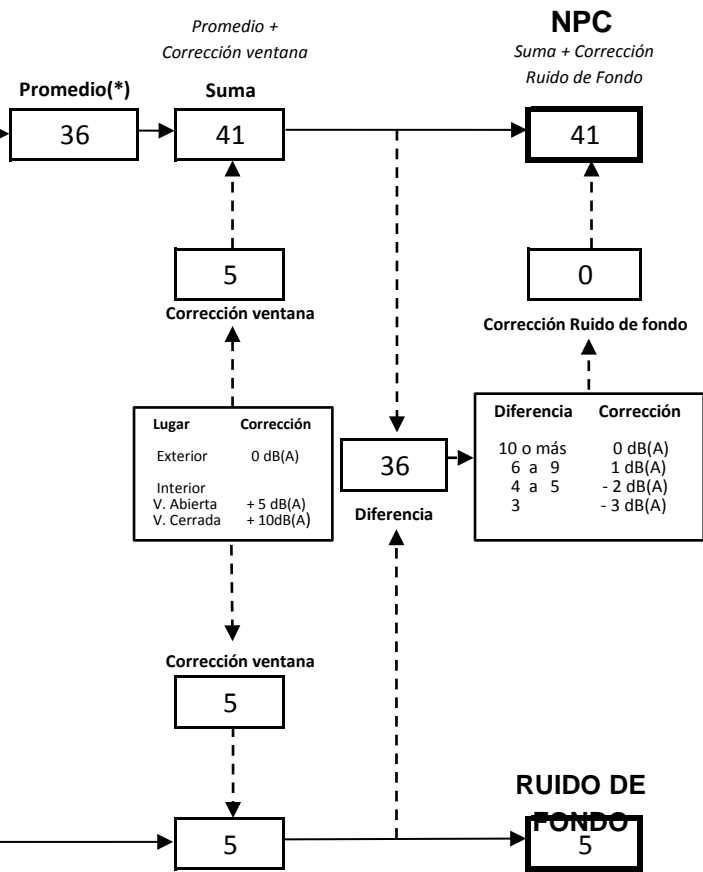 Promedio +
Corrección ventana
NPC
Suma + Corrección
Ruido de Fondo
Promedio(*)
Suma
36
41
41
5
0
Corrección ventana
Corrección Ruido de fondo
Lugar Corrección
Exterior 0 dB(A)
Interior
V. Abierta + 5 dB(A)
V. Cerrada + 10dB(A)
36
Diferencia
Diferencia Corrección
10 o más 0 dB(A)
6 a 9 1 dB(A)
4 a 5 - 2 dB(A)
3 - 3 dB(A)
Corrección ventana
5
RUIDO DE
FONDO
5
5